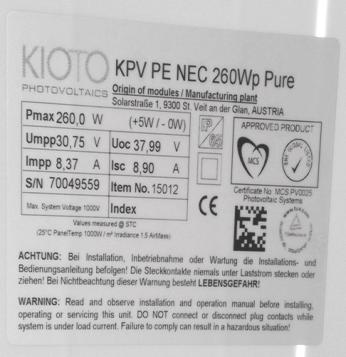 KIOTO
PHOTOVOLTAICS
KPV PE NEC 260Wp Pure
Origin of modules / Manufacturing plant
Solarstraße 1, 9300 St. Veit an der Glan, AUSTRIA
Pmax 260,0 W (+5W / - 0W)
Umpp 30,75 V Uoc 37,99 V
Impp 8,37 A Isc 8,90 A
S/N 70049559 Item No. 15012
Max. System Voltage 1000V Index
Values measured @ STC
(25°C PanelTemp 1000W / m² Irradiance 1.5 AirMass)
IP
65
CE
APPROVED PRODUCT
MCS
Certificate No MCS PV0025
Photovoltaic Systems
ACHTUNG: Bei Installation, Inbetriebnahme oder Wartung die Installations- und
Bedienungsanleitung befolgen! Die Steckkontakte niemals unter Laststrom stecken oder
ziehen! Bei Nichtbeachtung dieser Warnung besteht LEBENSGEFAHR!
WARNING: Read and observe installation and operation manual before installing,
operating or servicing this unit. DO NOT connect or disconnect plug contacts while
system is under load current. Failure to comply can result in a hazardous situation!